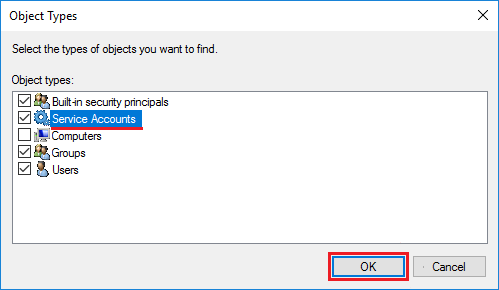 Object Types
Select the types of objects you want to find.
Object types:
Built-in security principals
Service Accounts
Computers
Groups
Users
OK
Cancel